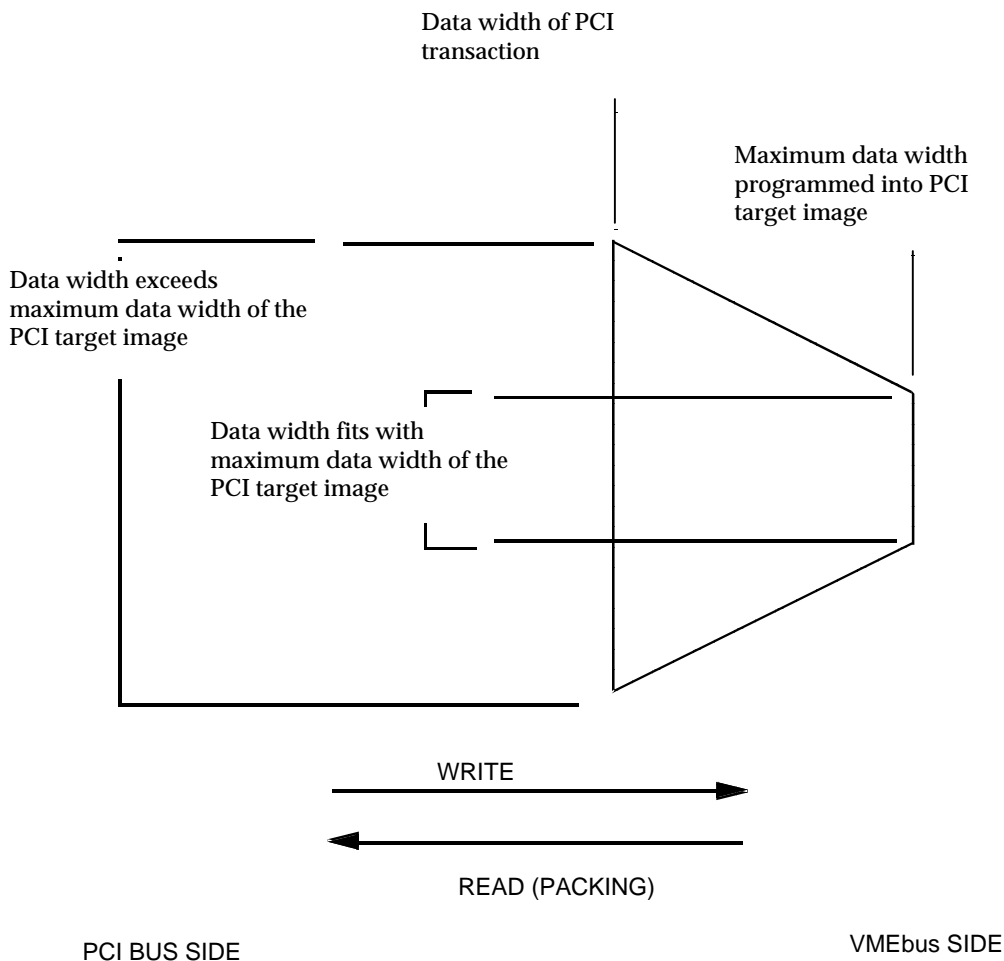 Data width of PCI
transaction
Maximum data width
programmed into PCI
target image
Data width exceeds
maximum data width of the
PCI target image
Data width fits with
maximum data width of the
PCI target image
WRITE
READ (PACKING)
PCI BUS SIDE
VMEbus SIDE